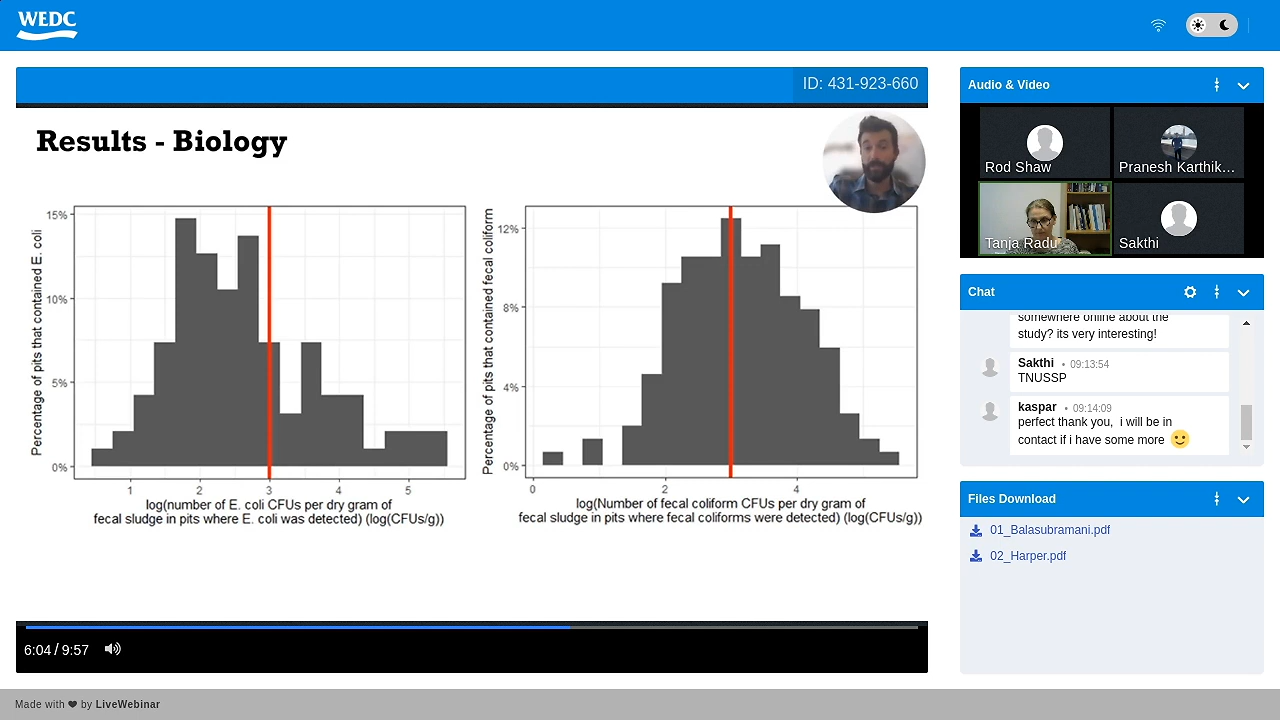 WEDC
ID: 431-923-660
Results - Biology
Percentage of pits that contained E. coli
15%
10%
5%
0%
1 2 3 4 5
log(number of E. coli CFUs per dry gram of
fecal sludge in pits where E. coli was detected) (log(CFUs/g))
Percentage of pits that contained fecal coliform
12%
8%
4%
0%
0 2 4
log(Number of fecal coliform CFUs per dry gram of
fecal sludge in pits where fecal coliforms were detected) (log(CFUs/g))
6:04 / 9:57
Audio & Video
Rod Shaw
Pranesh Karthik...
Tanja Radu
Sakthi
Chat
somewhere online about the
study? its very interesting!
Sakthi • 09:13:54
TNUSSP
kaspar • 09:14:09
perfect thank you, i will be in
contact if i have some more 🙂
Files Download
01_Balasubramani.pdf
02_Harper.pdf
Made with ❤ by LiveWebinar